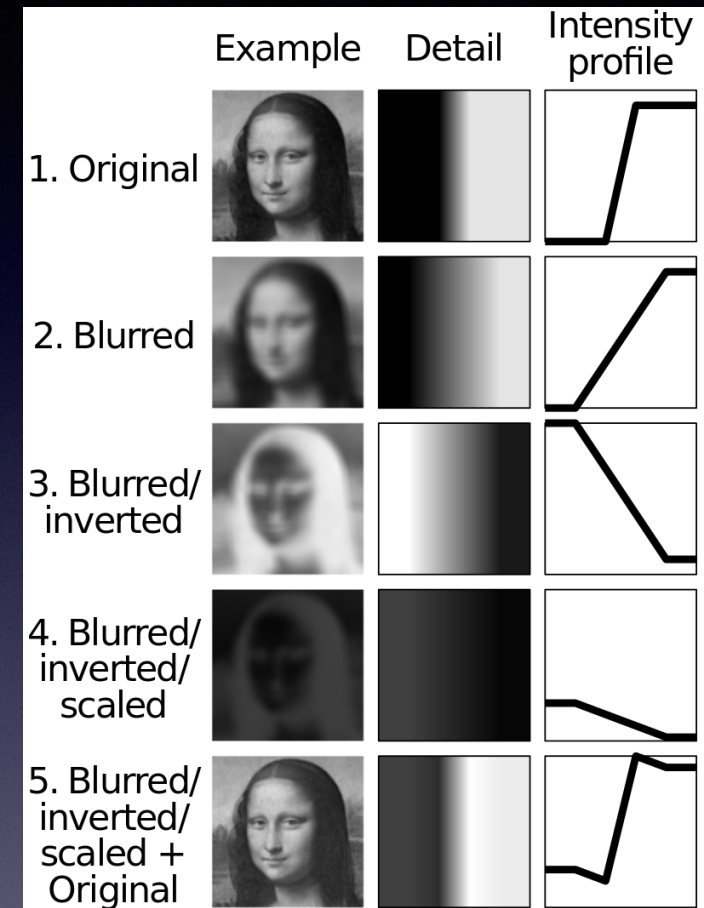 Example Detail Intensity
profile
1. Original
2. Blurred
3. Blurred/
inverted
4. Blurred/
inverted/
scaled
5. Blurred/
inverted/
scaled +
Original